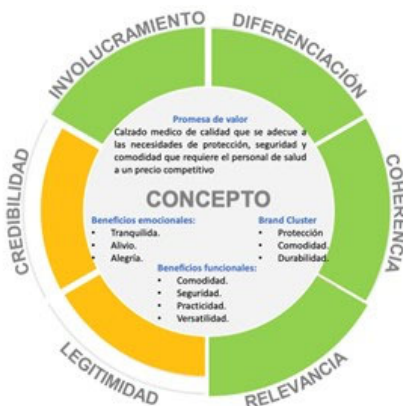 INVOLUCRAMIENTO
DIFERENCIACIÓN
CREDIBILIDAD
COHERENCIA
Promesa de valor
Calzado medico de calidad que se adecue a
las necesidades de protección, seguridad y
comodidad que requiere el personal de salud
a un precio competitivo
CONCEPTO
Beneficios emocionales:
• Tranquilida.
• Alivio.
• Alegría.
Brand Cluster
• Protección
• Comodidad.
• Durabilidad.
Beneficios funcionales:
• Comodidad.
• Seguridad.
• Practicidad.
• Versatilidad.
LEGITIMIDAD
RELEVANCIA